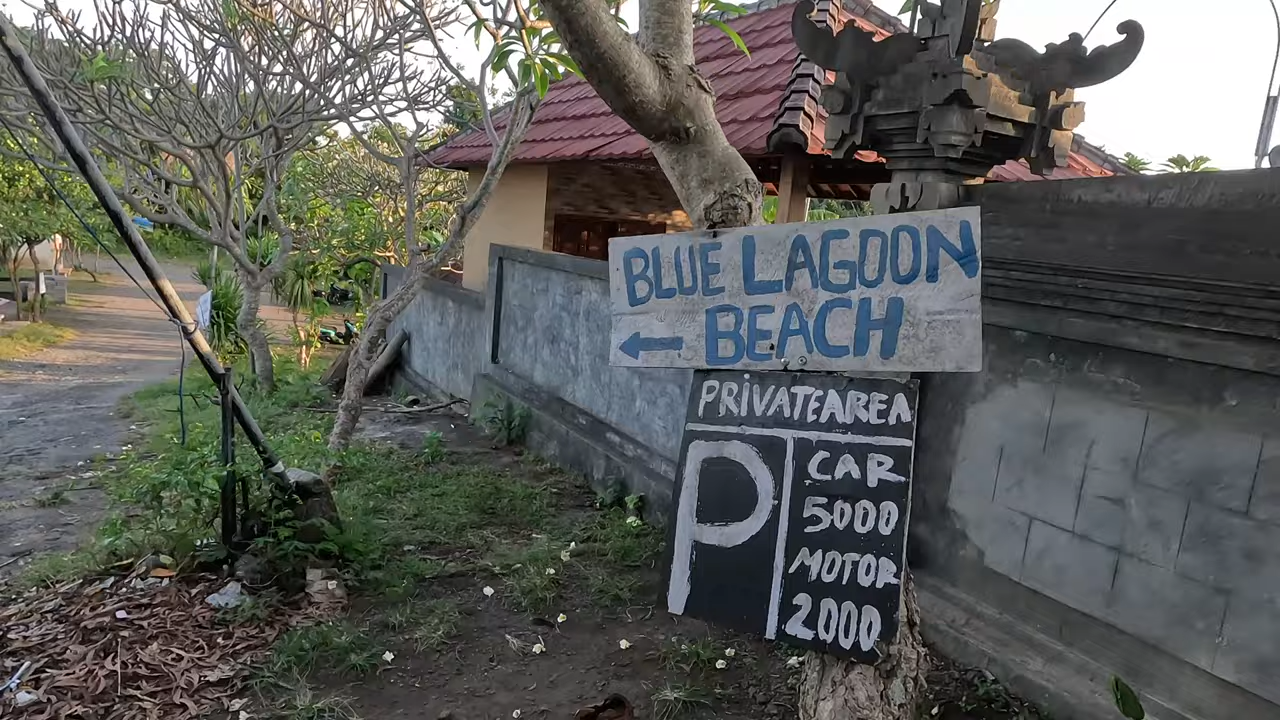 BLUE LAGOON
BEACH
PRIVATEAREA
P
CAR
5000
MOTOR
2000